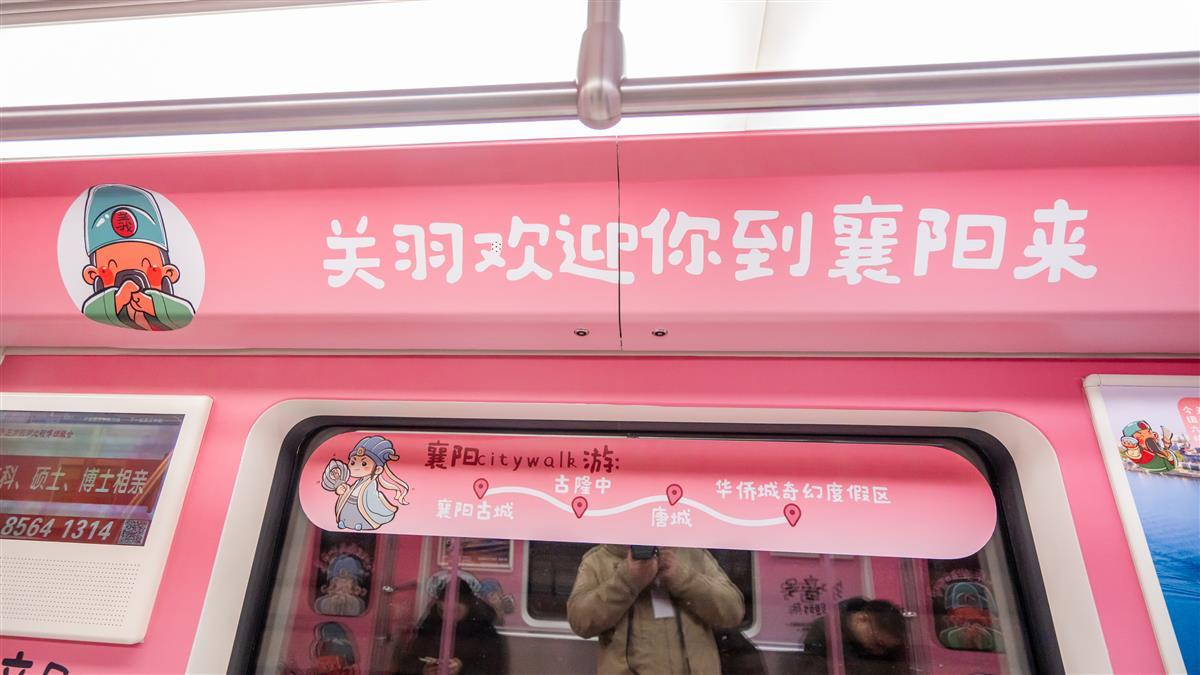 关羽欢迎你到襄阳来
襄阳citywalk游:
古隆中
华侨城奇幻度假区
襄阳古城
唐城
科、硕士、博士相亲
8564 1314